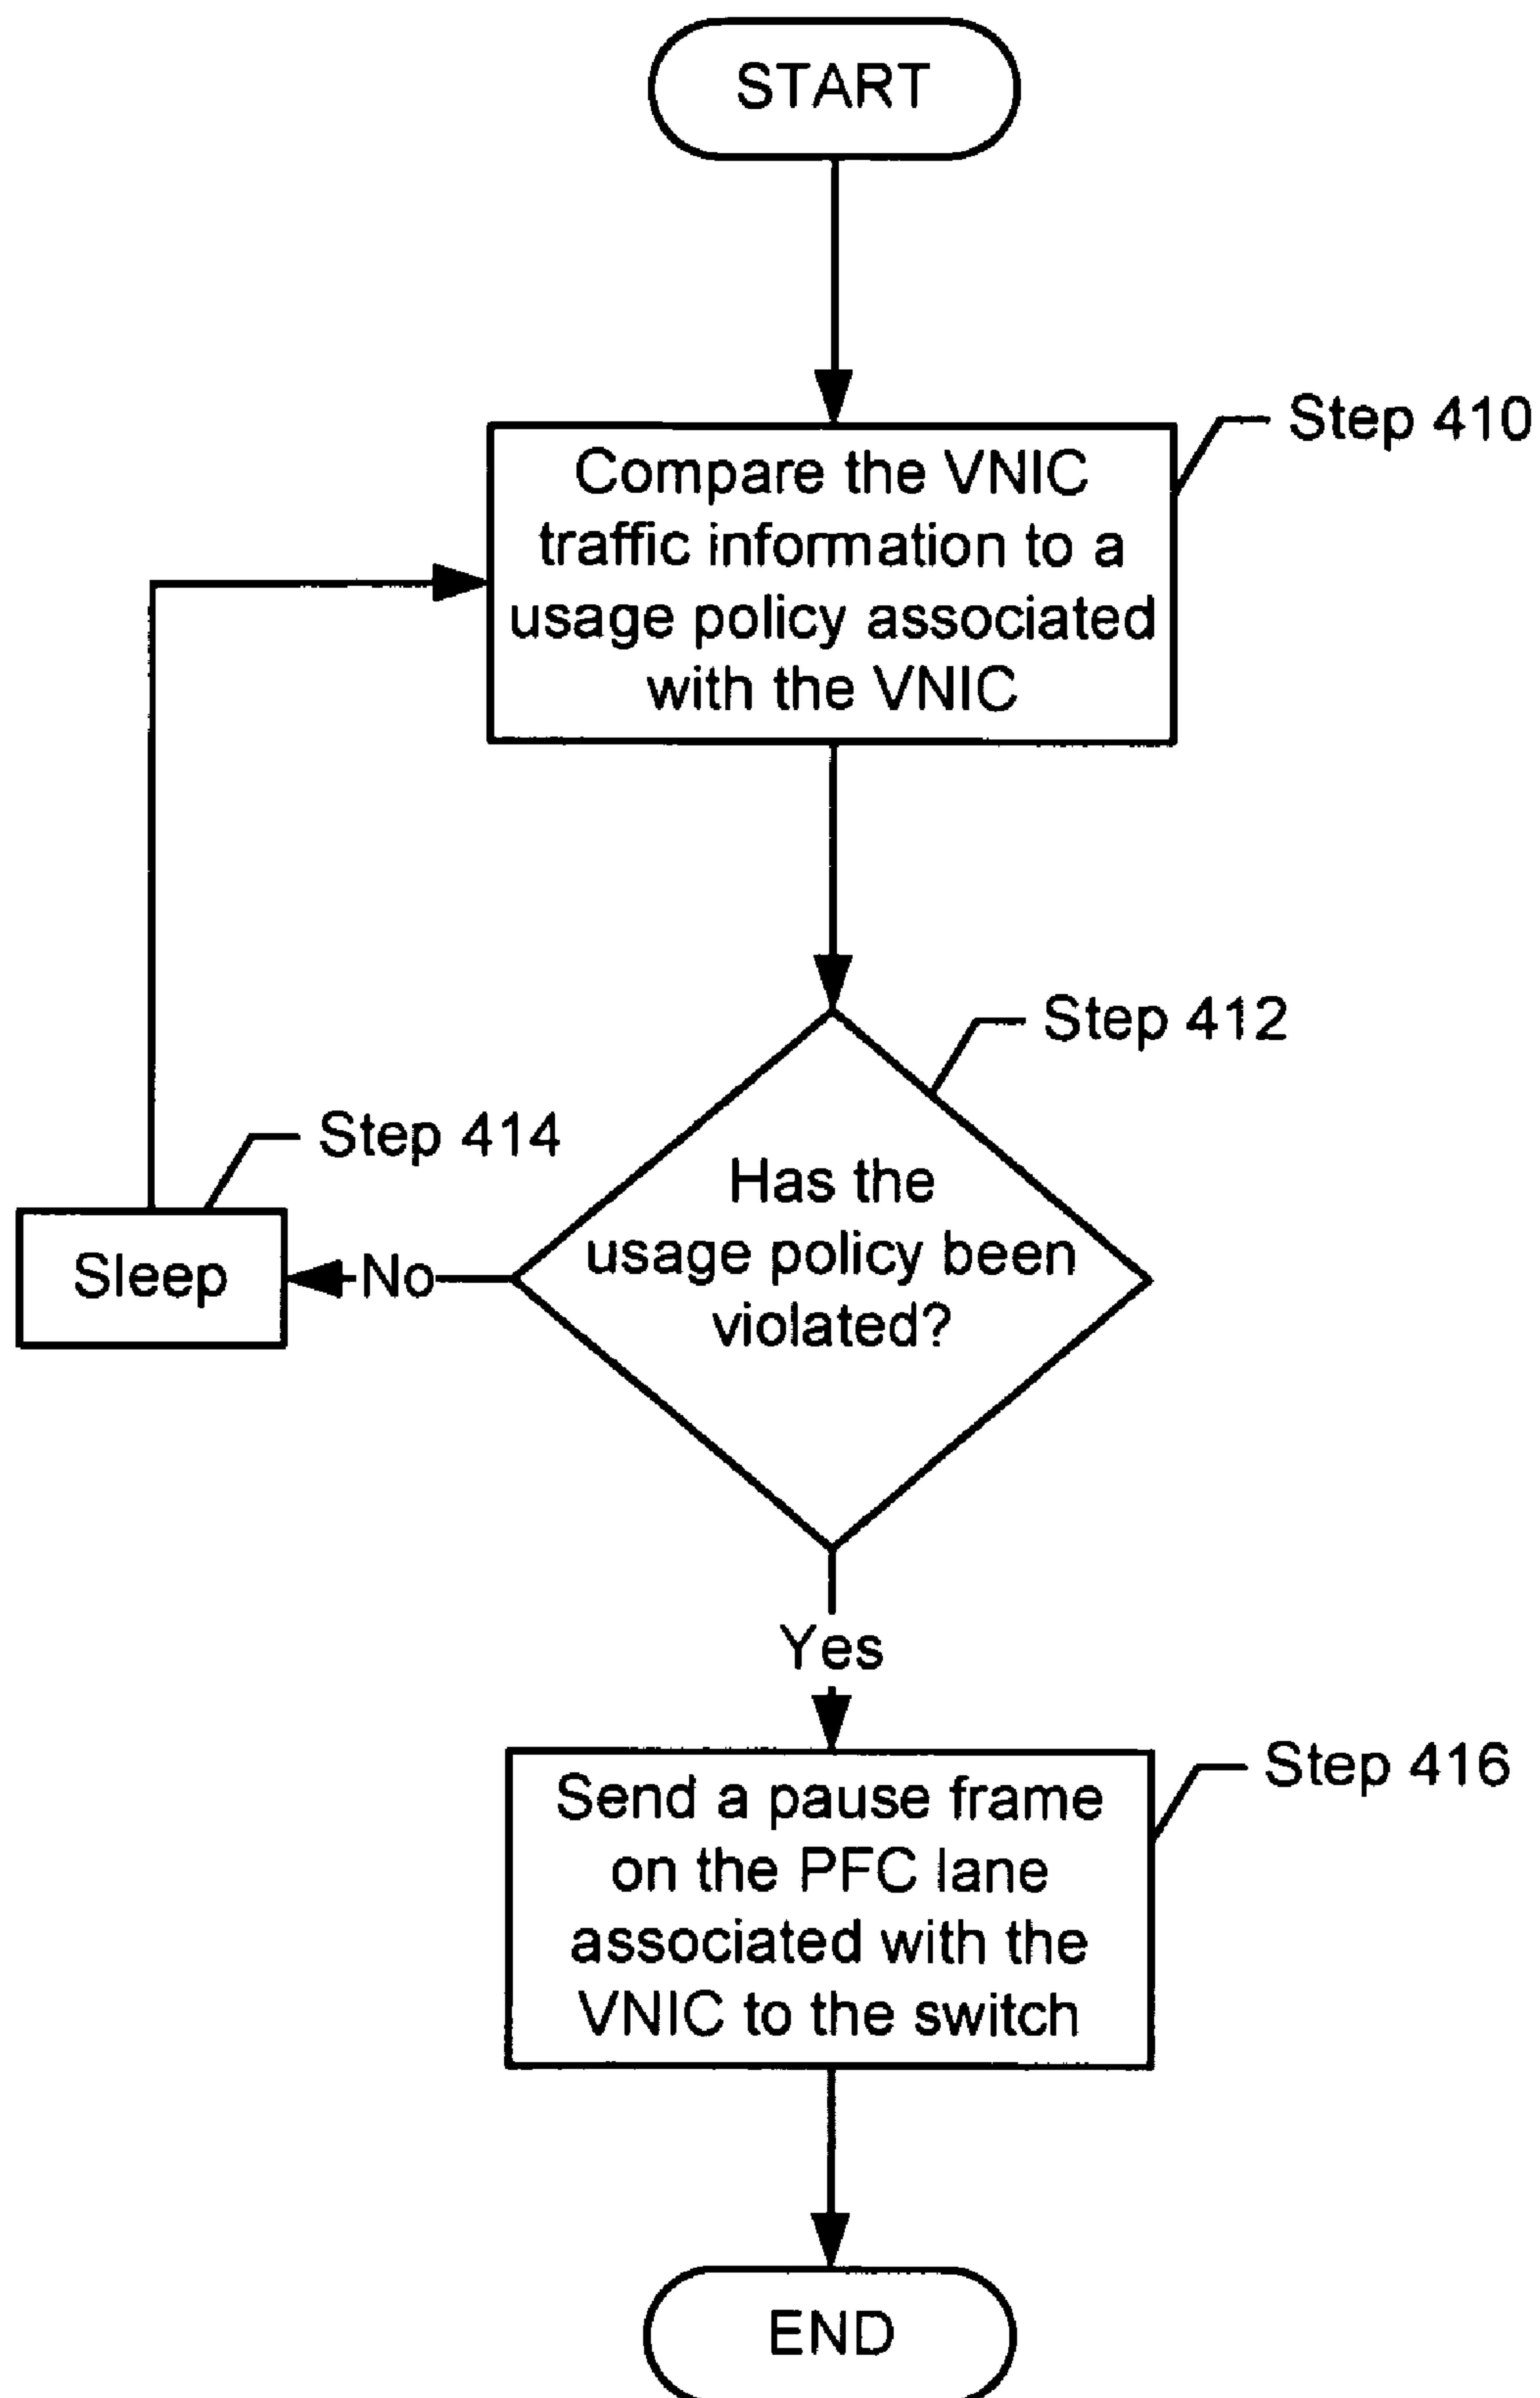 START
Step 410
Compare the VNIC
traffic information to a
usage policy associated
with the VNIC
Step 412
Step 414
Has the
usage policy been
violated?
No
Sleep
Yes
Step 416
Send a pause frame
on the PFC lane
associated with the
VNIC to the switch
END